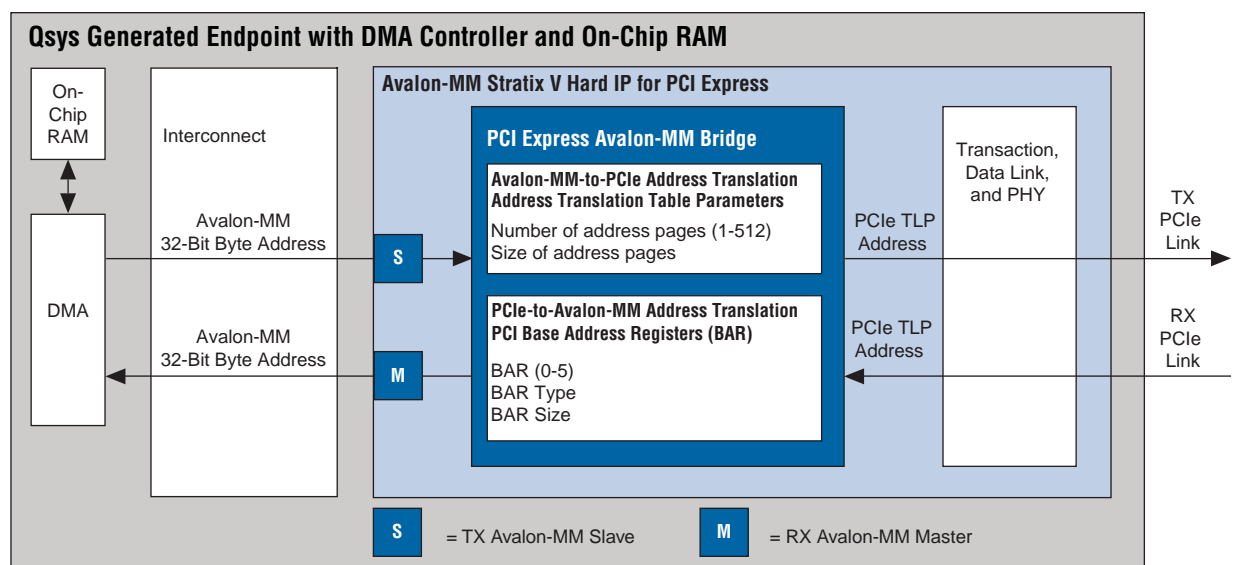 Qsys Generated Endpoint with DMA Controller and On-Chip RAM
On-
Chip
RAM
DMA
Interconnect
Avalon-MM
32-Bit Byte Address
Avalon-MM
32-Bit Byte Address
Avalon-MM Stratix V Hard IP for PCI Express
S
M
PCI Express Avalon-MM Bridge
Avalon-MM-to-PCIe Address Translation
Address Translation Table Parameters
Number of address pages (1-512)
Size of address pages
PCIe-to-Avalon-MM Address Translation
PCI Base Address Registers (BAR)
BAR (0-5)
BAR Type
BAR Size
PCIe TLP
Address
PCIe TLP
Address
Transaction,
Data Link,
and PHY
TX
PCIe
Link
RX
PCIe
Link
S = TX Avalon-MM Slave
M = RX Avalon-MM Master